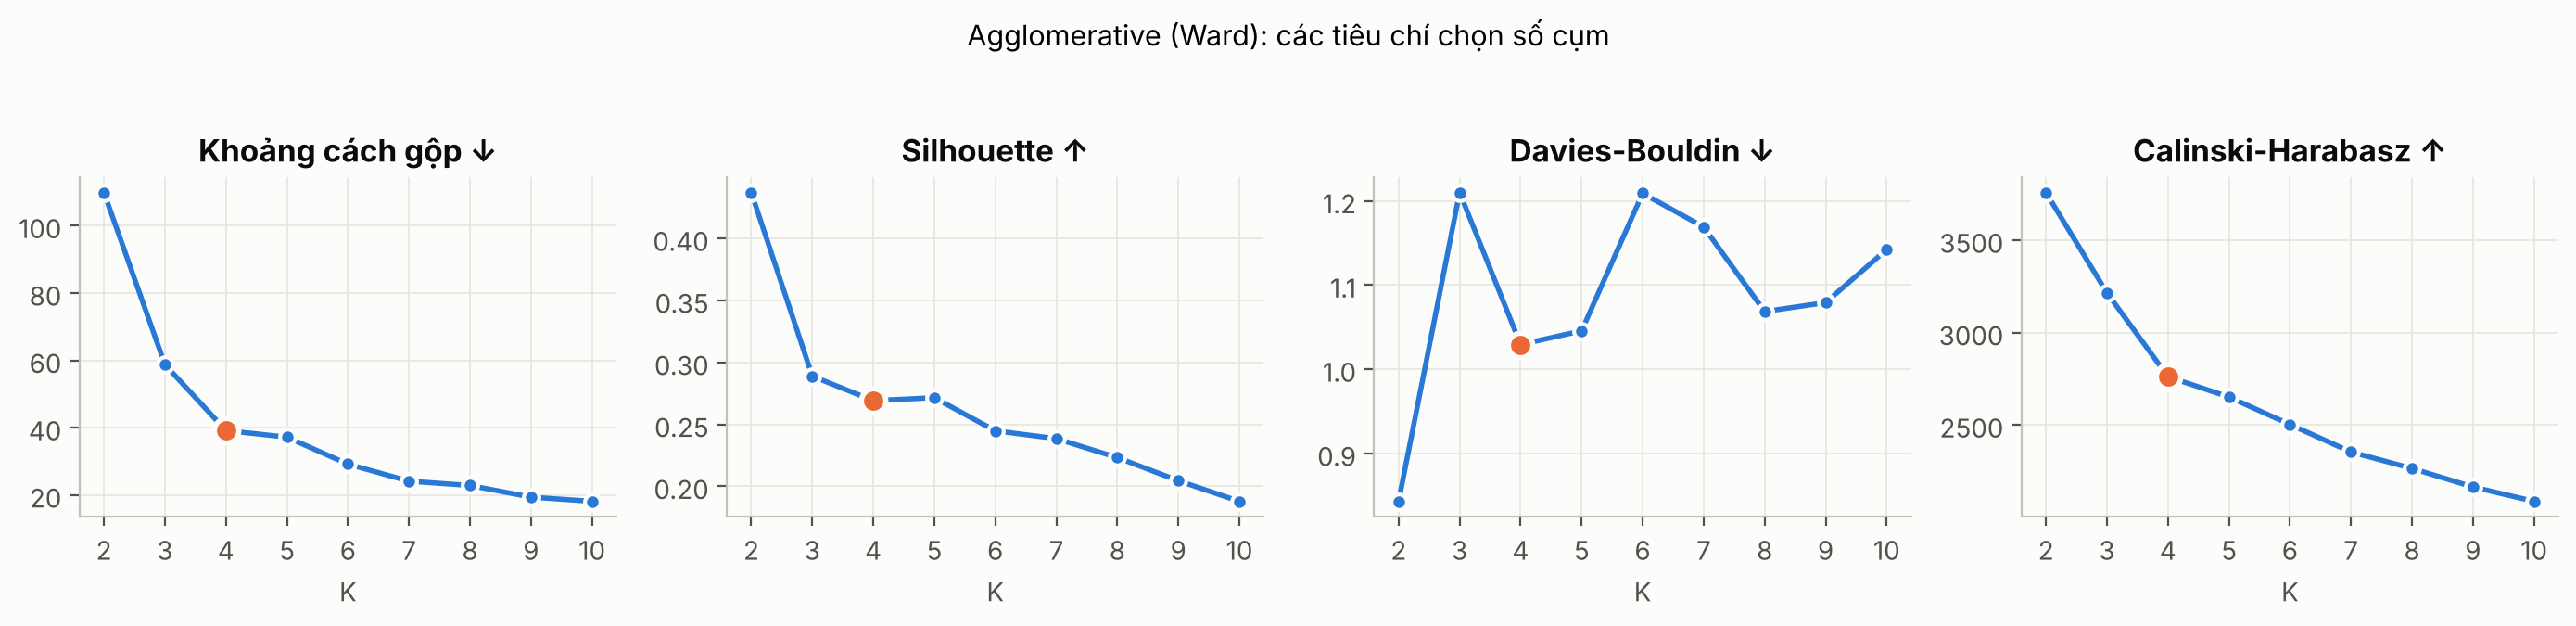 Agglomerative (Ward): các tiêu chí chọn số cụm
Khoảng cách gộp ↓
100
80
60
40
20
2 3 4 5 6 7 8 9 10
K
Silhouette ↑
0.40
0.35
0.30
0.25
0.20
2 3 4 5 6 7 8 9 10
K
Davies-Bouldin ↓
1.2
1.1
1.0
0.9
2 3 4 5 6 7 8 9 10
K
Calinski-Harabasz ↑
3500
3000
2500
2 3 4 5 6 7 8 9 10
K